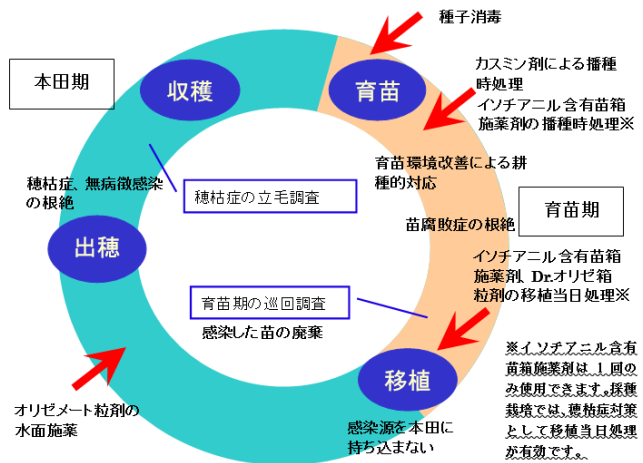 種子消毒
本田期
収穫
育苗
カスミン剤による播種
時処理
イソチアニル含有苗箱
施薬剤の播種時処理※
育苗環境改善による耕
種的対応
穂枯症、無病徴感染
の根絶
穂枯症の立毛調査
育苗期
苗腐敗症の根絶
出穂
イソチアニル含有苗箱
施薬剤、Dr.オリゼ箱
粒剤の移植当日処理※
育苗期の巡回調査
感染した苗の廃棄
移植
※イソチアニル含有
苗箱施薬剤は 1 回の
み使用できます。採種
栽培では、穂枯症対策
として移植当日処理
が有効です。
オリゼメート粒剤の
水面施薬
感染源を本田に
持ち込まない